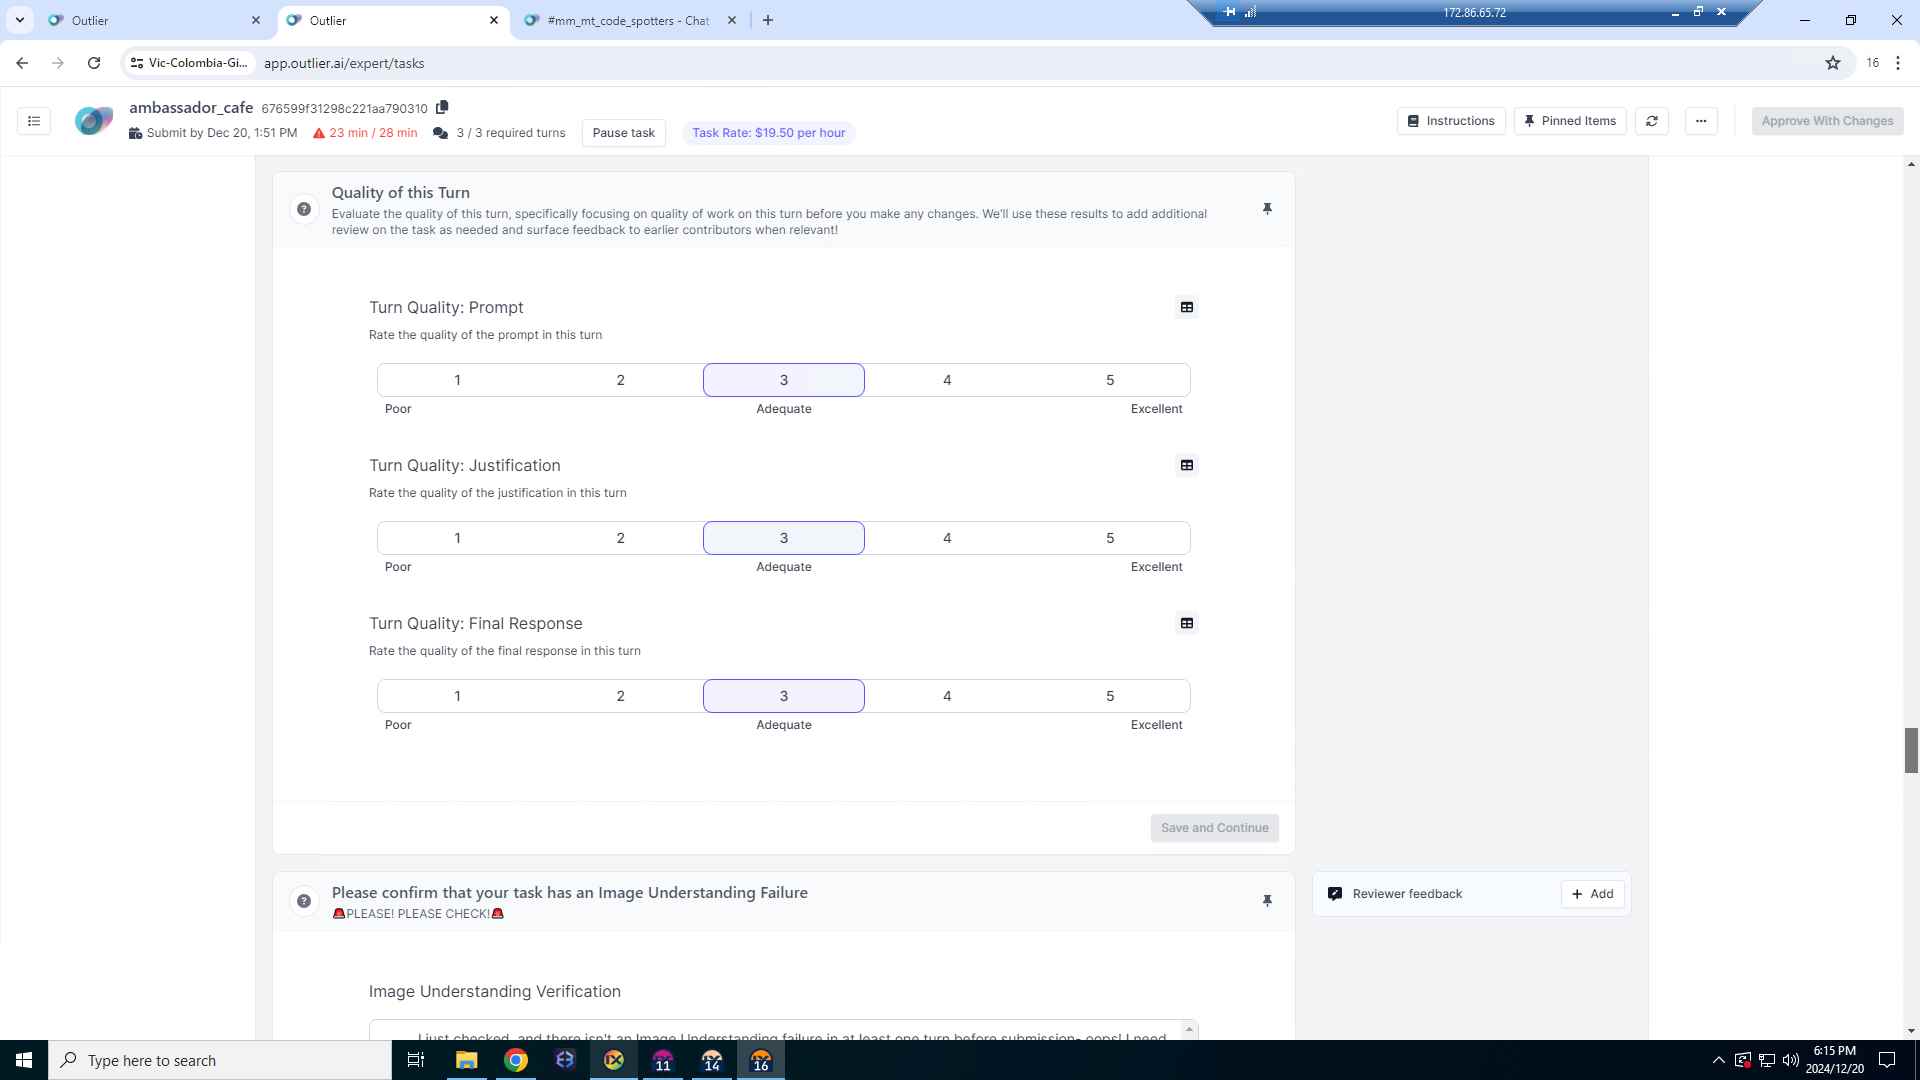 Outlier
Outlier
#mm_mt_code_spotters - Chat
172.86.65.72
Vic-Colombia-Gi...
app.outlier.ai/expert/tasks
16
ambassador_cafe 676599f31298c221aa790310
Submit by Dec 20, 1:51 PM
23 min / 28 min
3 / 3 required turns
Pause task
Task Rate: $19.50 per hour
Instructions
Pinned Items
Approve With Changes
Quality of this Turn
Evaluate the quality of this turn, specifically focusing on quality of work on this turn before you make any changes. We'll use these results to add additional
review on the task as needed and surface feedback to earlier contributors when relevant!
Turn Quality: Prompt
Rate the quality of the prompt in this turn
1 2 3 4 5
Poor Adequate Excellent
Turn Quality: Justification
Rate the quality of the justification in this turn
1 2 3 4 5
Poor Adequate Excellent
Turn Quality: Final Response
Rate the quality of the final response in this turn
1 2 3 4 5
Poor Adequate Excellent
Save and Continue
Please confirm that your task has an Image Understanding Failure
🚨PLEASE! PLEASE CHECK!🚨
Reviewer feedback
+ Add
Image Understanding Verification
I just checked, and there isn't an Image Understanding failure in at least one turn before submission- oops! I need
Type here to search
11
14
16
6:15 PM
2024/12/20